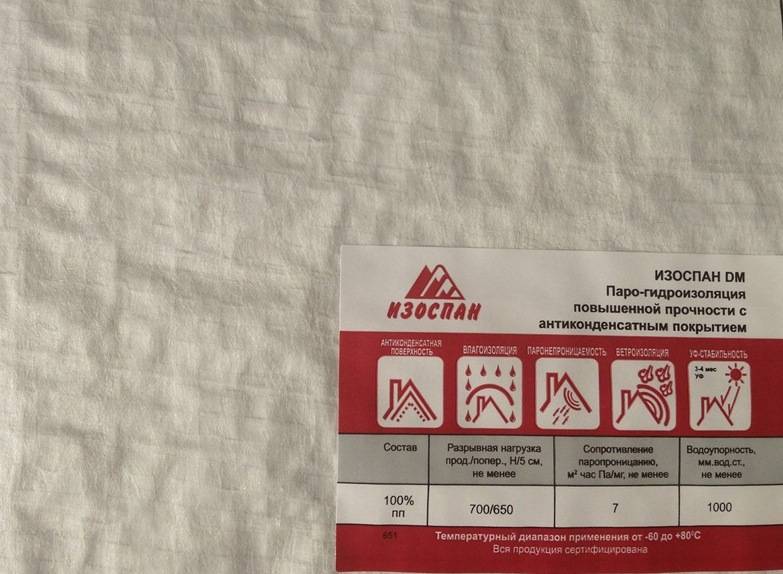 ИЗОСПАН
ИЗОСПАН DM
Паро-гидроизоляция
повышенной прочности с
антиконденсатным покрытием
АНТИКОНДЕНСАТНАЯ
ПОВЕРХНОСТЬ
ВЛАГОИЗОЛЯЦИЯ
ПАРОНЕПРОНИЦАЕМОСТЬ
ВЕТРОИЗОЛЯЦИЯ
УФ-СТАБИЛЬНОСТЬ
3-4 мес
УФ
Состав
Разрывная нагрузка
прод./попер., Н/5 см,
не менее
Сопротивление
паропроницанию,
м² час Па/мг, не менее
Водоупорность,
мм.вод.ст.,
не менее
100%
пп
700/650
7
1000
651
Температурный диапазон применения от -60 до +80⁰С
Вся продукция сертифицирована